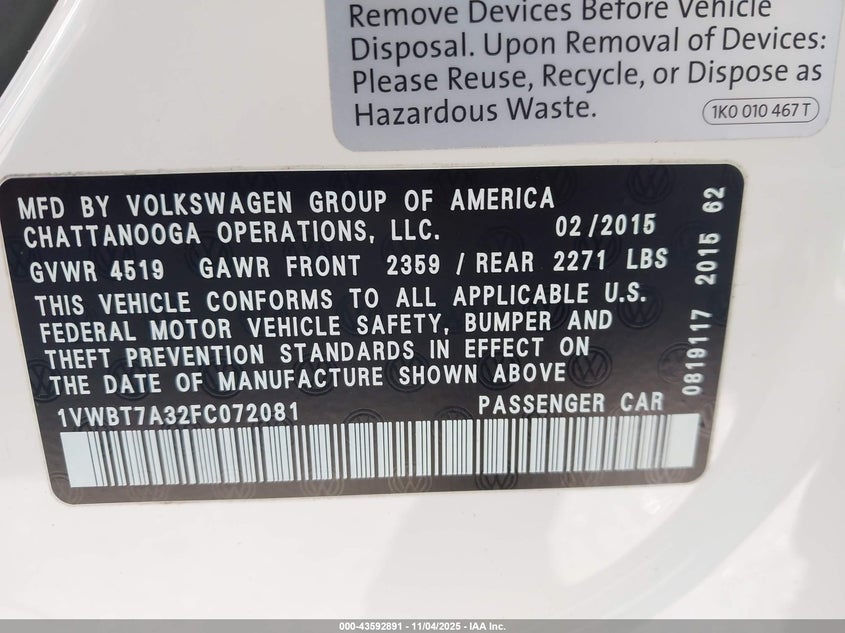 Remove Devices Before Vehicle
Disposal. Upon Removal of Devices:
Please Reuse, Recycle, or Dispose as
Hazardous Waste.
1K0 010 467 T
MFD BY VOLKSWAGEN GROUP OF AMERICA
CHATTANOOGA OPERATIONS, LLC. 02/2015
GVWR 4519 GAWR FRONT 2359 / REAR 2271 LBS
THIS VEHICLE CONFORMS TO ALL APPLICABLE U.S.
FEDERAL MOTOR VEHICLE SAFETY, BUMPER AND
THEFT PREVENTION STANDARDS IN EFFECT ON
THE DATE OF MANUFACTURE SHOWN ABOVE
1VWBT7A32FC072081 PASSENGER CAR
0819117 2015 62
000-43592891 - 11/04/2025 - IAA Inc.